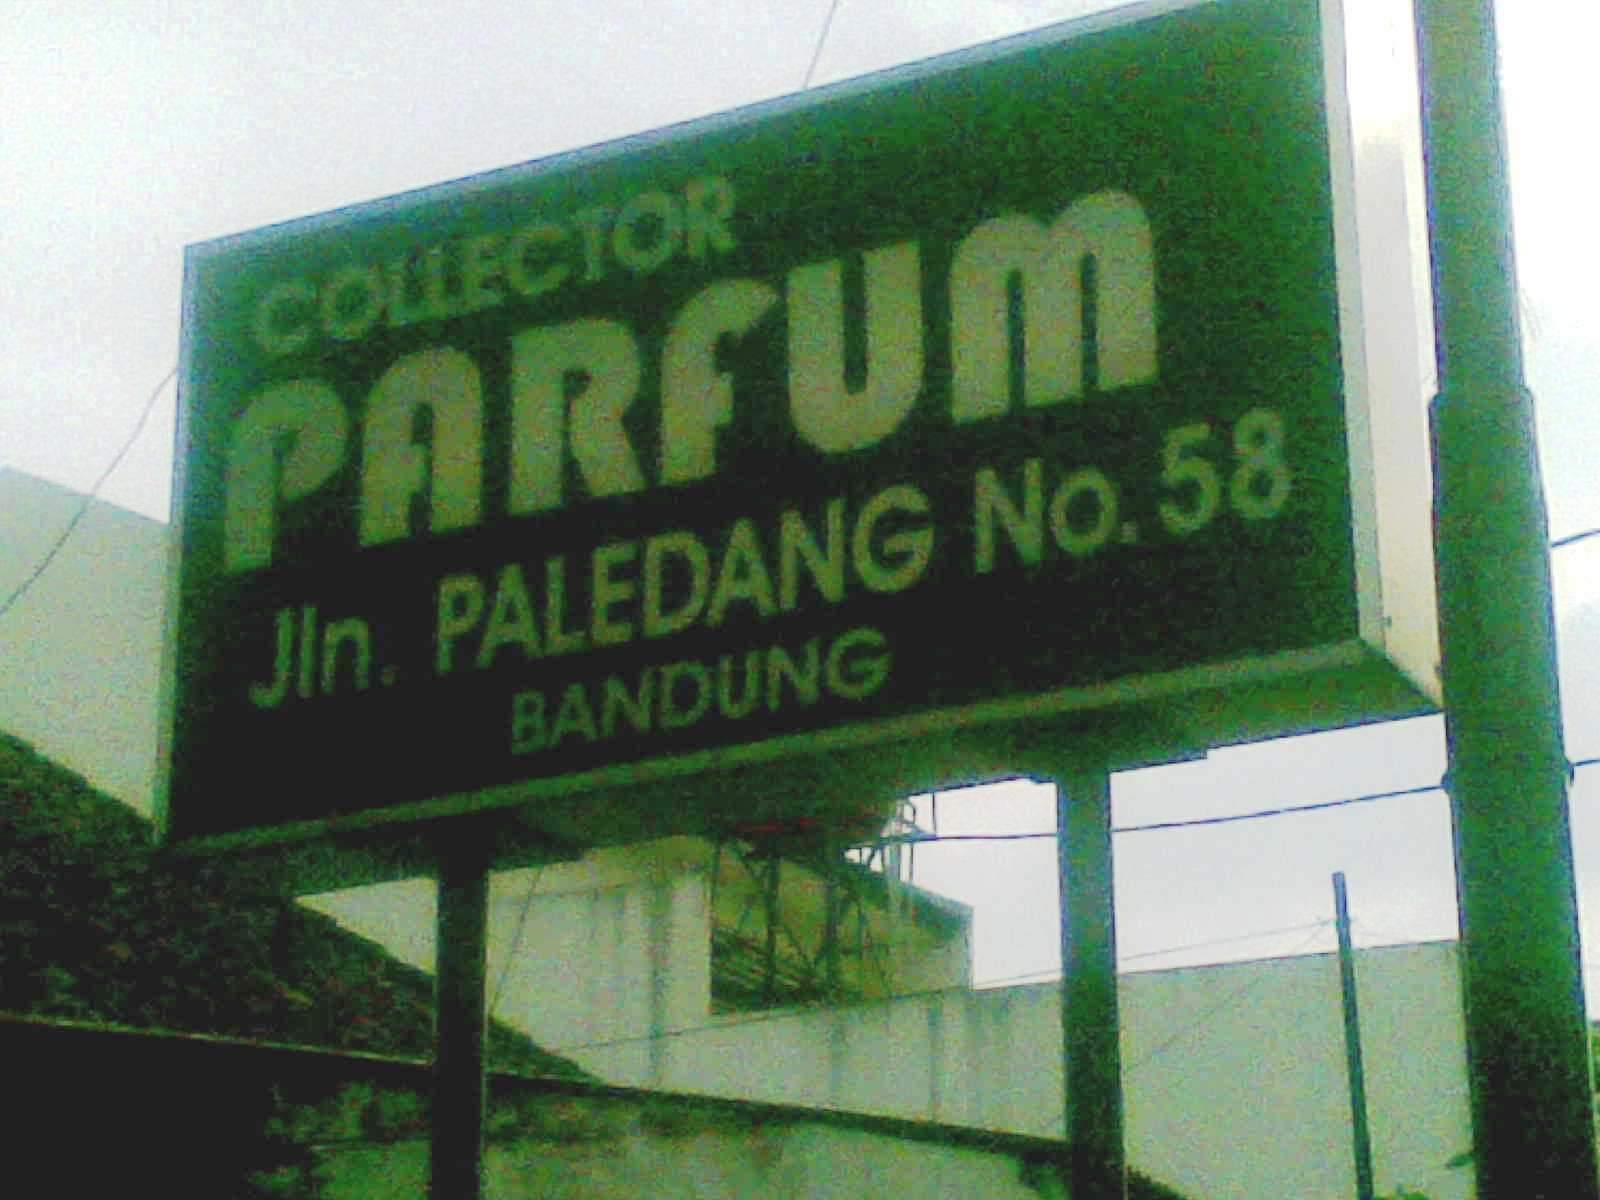 COLLECTOR
PARFUM
Jln. PALEDANG No. 58
BANDUNG